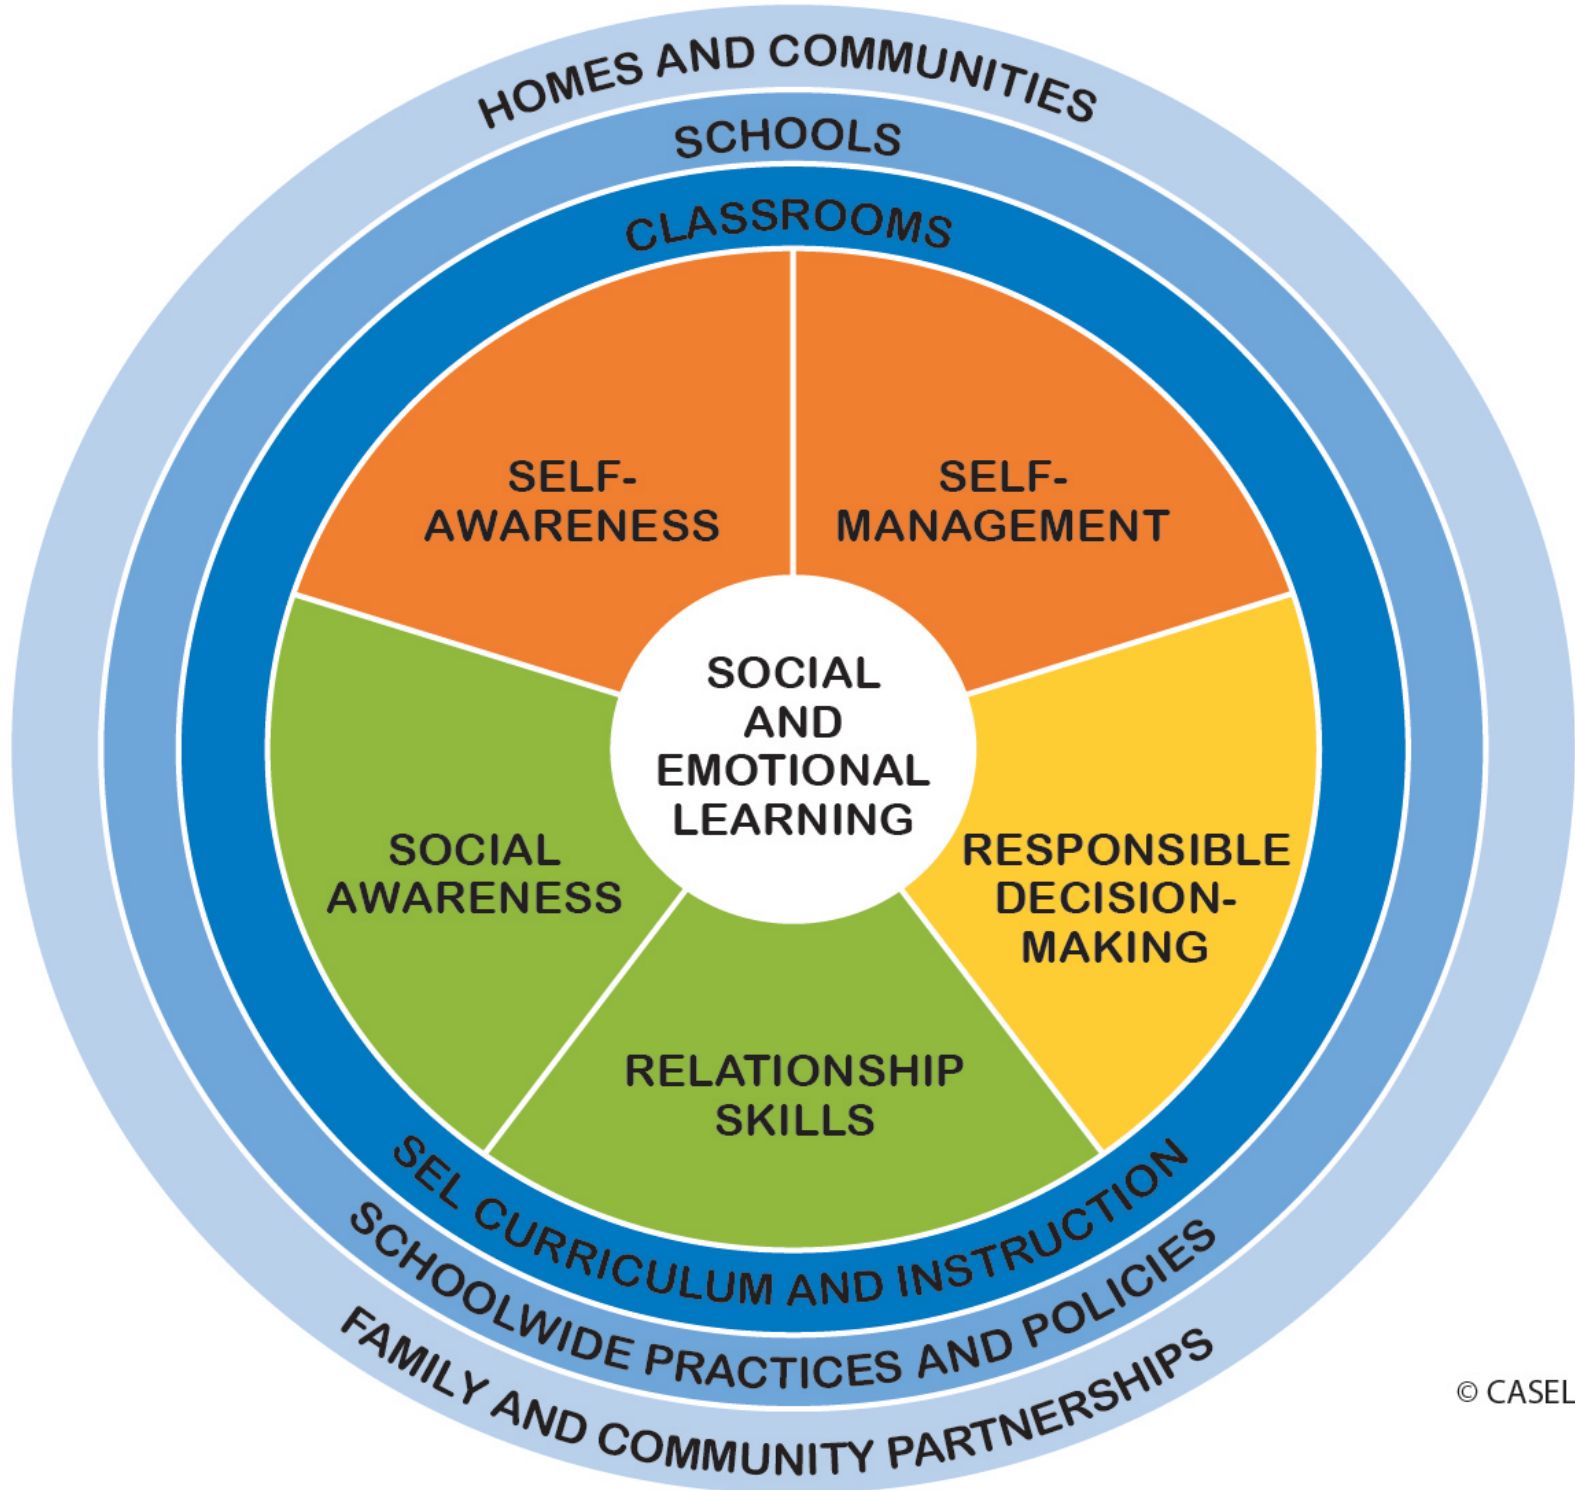 HOMES AND COMMUNITIES
SCHOOLS
CLASSROOMS
SELF-
AWARENESS
SELF-
MANAGEMENT
SOCIAL
AND
EMOTIONAL
LEARNING
SOCIAL
AWARENESS
RESPONSIBLE
DECISION-
MAKING
RELATIONSHIP
SKILLS
SEL CURRICULUM AND INSTRUCTION
SCHOOLWIDE PRACTICES AND POLICIES
FAMILY AND COMMUNITY PARTNERSHIPS
© CASEL